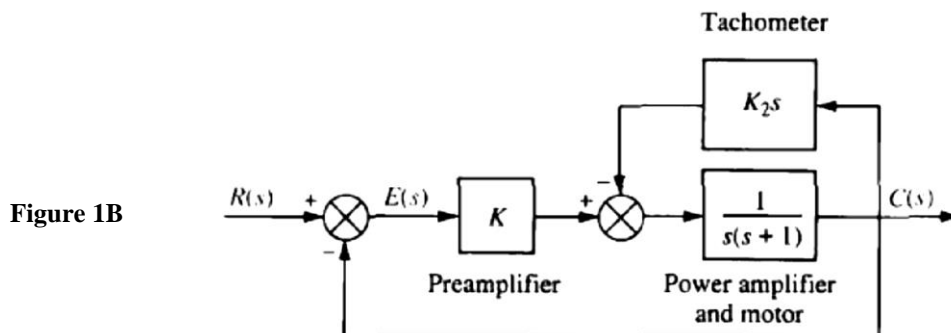 Tachometer
K₂s
Figure 1B
R(s) + E(s) K + − 1 C(s)
−
s(s + 1)
Preamplifier
Power amplifier
and motor